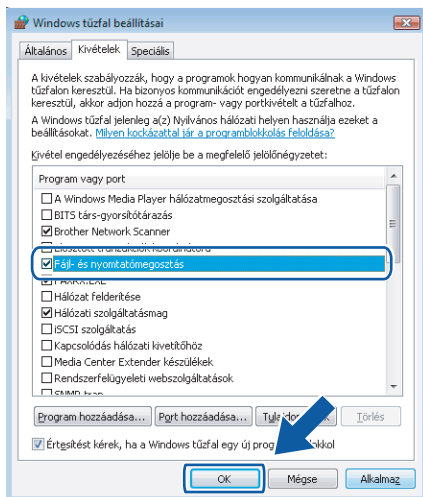 Windows tűzfal beállításai
Általános Kivételek Speciális
A kivételek szabályozzák, hogy a programok hogyan kommunikálnak a Windows
tűzfalon keresztül. Ha bizonyos kommunikációt engedélyezni szeretne a tűzfalon
keresztül, akkor adjon hozzá a program- vagy portkivételt a tűzfalhoz.
A Windows tűzfal jelenleg a(z) Nyilvános hálózati helyen használja ezeket a
beállításokat. Milyen kockázattal jár a programblokkolás feloldása?
Kivétel engedélyezéséhez jelölje be a megfelelő jelölőnégyzetet:
Program vagy port
A Windows Media Player hálózatmegosztási szolgáltatása
BITS társ-gyorsítótárazás
Brother Network Scanner
Elosztott tranzakciók koordinátora
Fájl- és nyomtatómegosztás
Hálózat felderítése
Hálózati szolgáltatásmag
iSCSI szolgáltatás
Kapcsolódás hálózati kivetítőhöz
Media Center Extender készülékek
Rendszerfelügyeleti webszolgáltatások
SNMP trap
Program hozzáadása... Port hozzáadása... Törlés
Értesítést kérek, ha a Windows tűzfal egy új
OK Mégse Alkalmaz